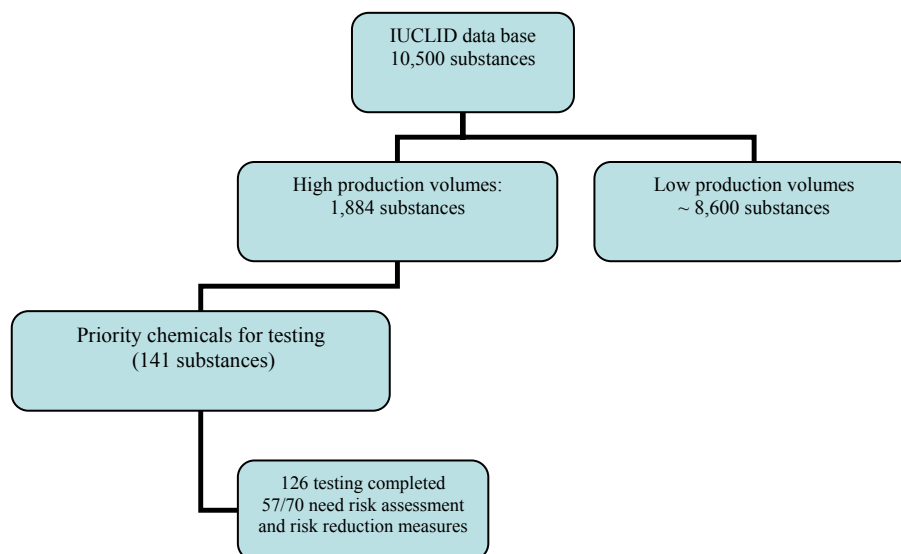 IUCLID data base
10,500 substances
High production volumes:
1,884 substances
Low production volumes
~ 8,600 substances
Priority chemicals for testing
(141 substances)
126 testing completed
57/70 need risk assessment
and risk reduction measures